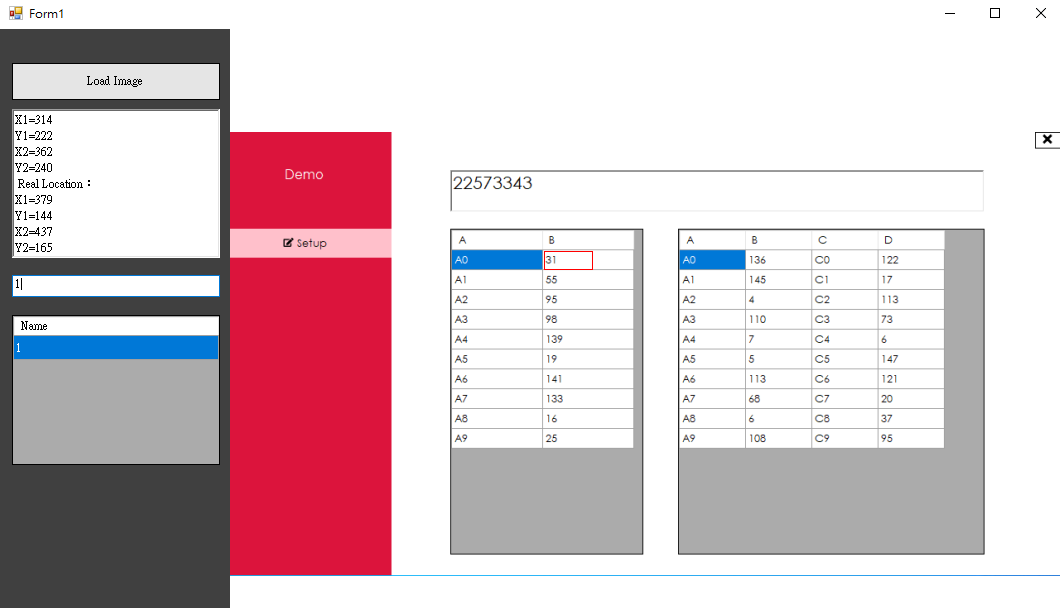 Form1
Load Image
X1=314
Y1=222
X2=362
Y2=240
Real Location：
X1=379
Y1=144
X2=437
Y2=165
1
Name
1
Demo
Setup
22573343
A B
A0 31
A1 55
A2 95
A3 98
A4 139
A5 19
A6 141
A7 133
A8 16
A9 25
A B C D
A0 136 C0 122
A1 145 C1 17
A2 4 C2 113
A3 110 C3 73
A4 7 C4 6
A5 5 C5 147
A6 113 C6 121
A7 68 C7 20
A8 6 C8 37
A9 108 C9 95